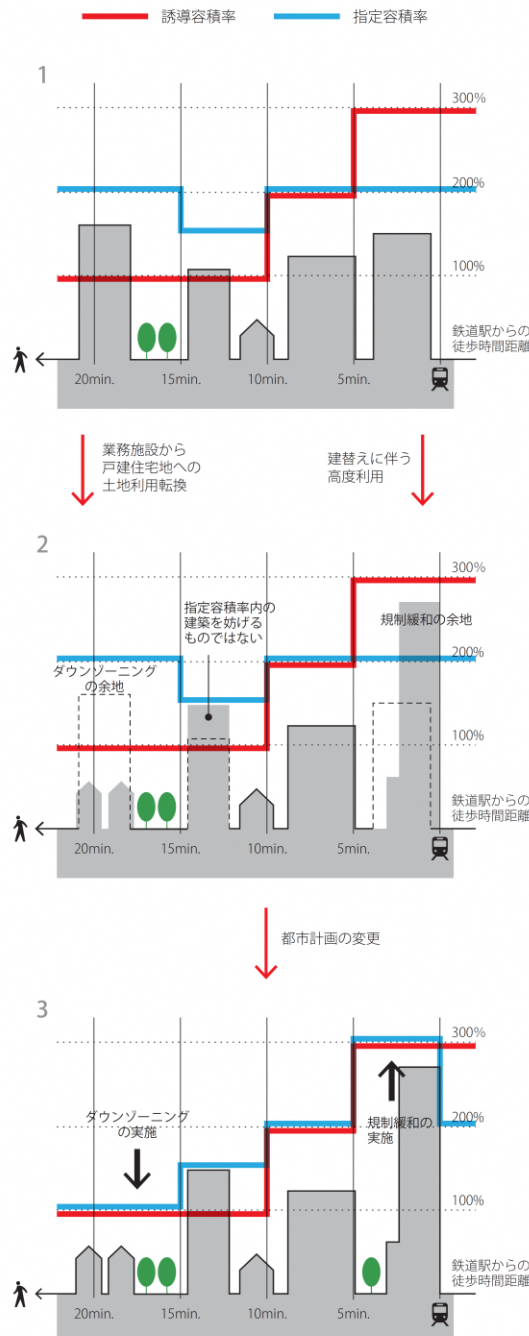 誘導容積率
指定容積率
1
300%
200%
100%
鉄道駅からの
徒歩時間距離
20min.
15min.
10min.
5min.
業務施設から
戸建住宅地への
土地利用転換
建替えに伴う
高度利用
2
300%
指定容積率内の
建築を妨げる
ものではない
規制緩和の余地
200%
ダウンゾーニング
の余地
100%
鉄道駅からの
徒歩時間距離
20min.
15min.
10min.
5min.
都市計画の変更
3
300%
ダウンゾーニング
の実施
規制緩和の
実施
200%
100%
鉄道駅からの
徒歩時間距離
20min.
15min.
10min.
5min.